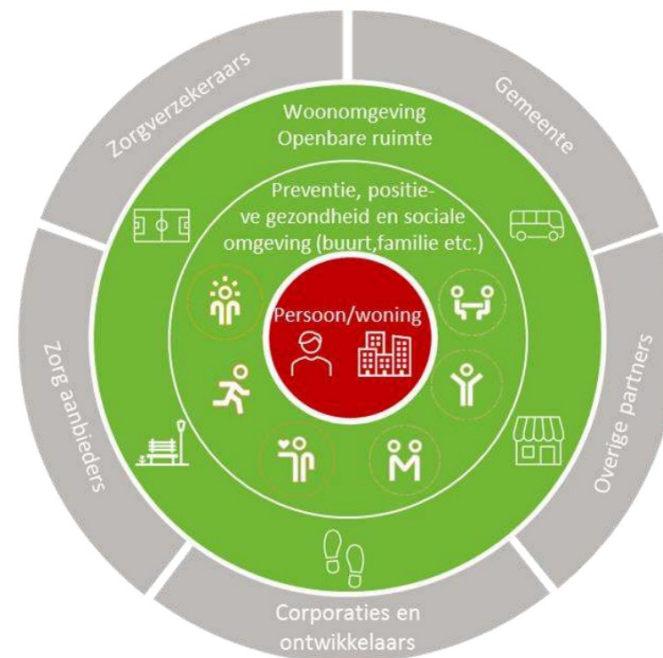 Zorgverzekeraars
Gemeente
Woonomgeving
Openbare ruimte
Preventie, positie-
ve gezondheid en sociale
omgeving (buurt,familie etc.)
Persoon/woning
Zorg aanbieders
Overige partners
Corporaties en
ontwikkelaars